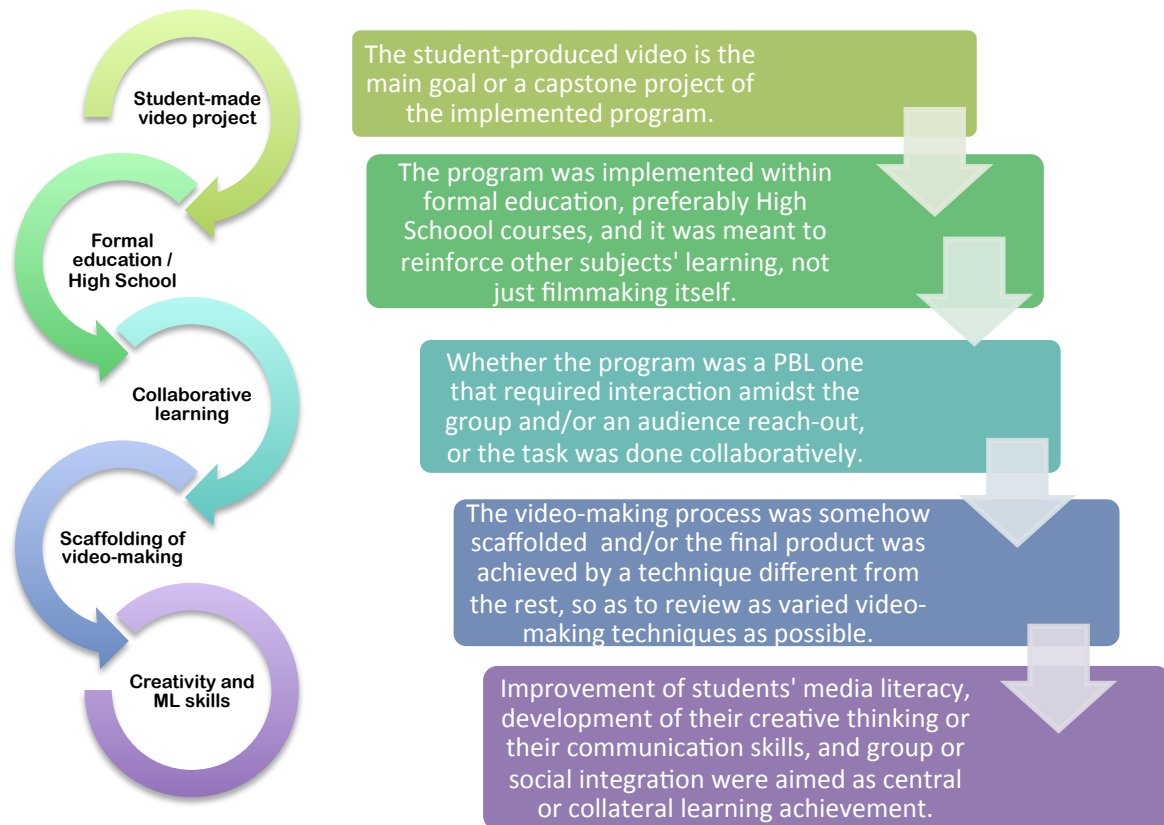 Student-made
video project
The student-produced video is the
main goal or a capstone project of
the implemented program.
Formal
education /
High School
The program was implemented within
formal education, preferably High
Schoool courses, and it was meant to
reinforce other subjects' learning, not
just filmmaking itself.
Collaborative
learning
Whether the program was a PBL one
that required interaction amidst the
group and/or an audience reach-out,
or the task was done collaboratively.
Scaffolding of
video-making
The video-making process was somehow
scaffolded  and/or the final product was
achieved by a technique different from
the rest, so as to review as varied video-
making techniques as possible.
Creativity and
ML skills
Improvement of students' media literacy,
development of their creative thinking or
their communication skills, and group or
social integration were aimed as central
or collateral learning achievement.